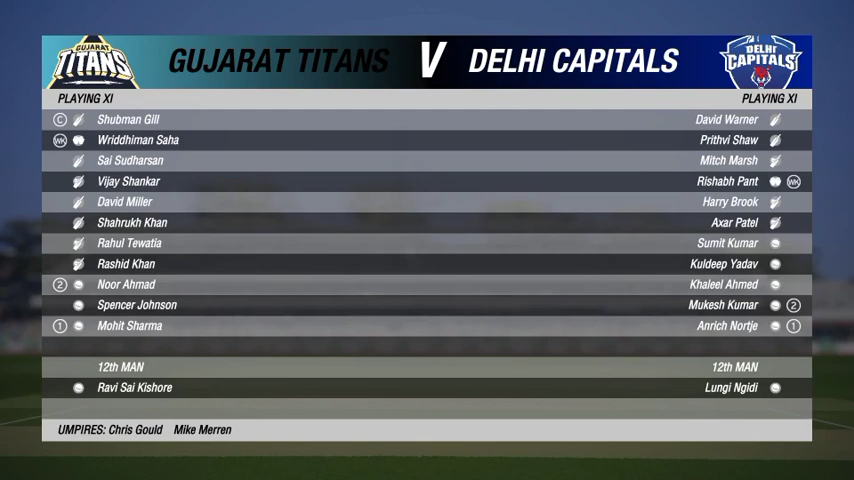 GUJARAT TITANS
GUJARAT TITANS V DELHI CAPITALS
DELHI CAPITALS
PLAYING XI PLAYING XI
C Shubman Gill David Warner
WK Wriddhiman Saha Prithvi Shaw
Sai Sudharsan Mitch Marsh
Vijay Shankar Rishabh Pant WK
David Miller Harry Brook
Shahrukh Khan Axar Patel
Rahul Tewatia Sumit Kumar
Rashid Khan Kuldeep Yadav
2 Noor Ahmad Khaleel Ahmed
Spencer Johnson Mukesh Kumar 2
1 Mohit Sharma Anrich Nortje 1
12th MAN 12th MAN
Ravi Sai Kishore Lungi Ngidi
UMPIRES: Chris Gould Mike Merren